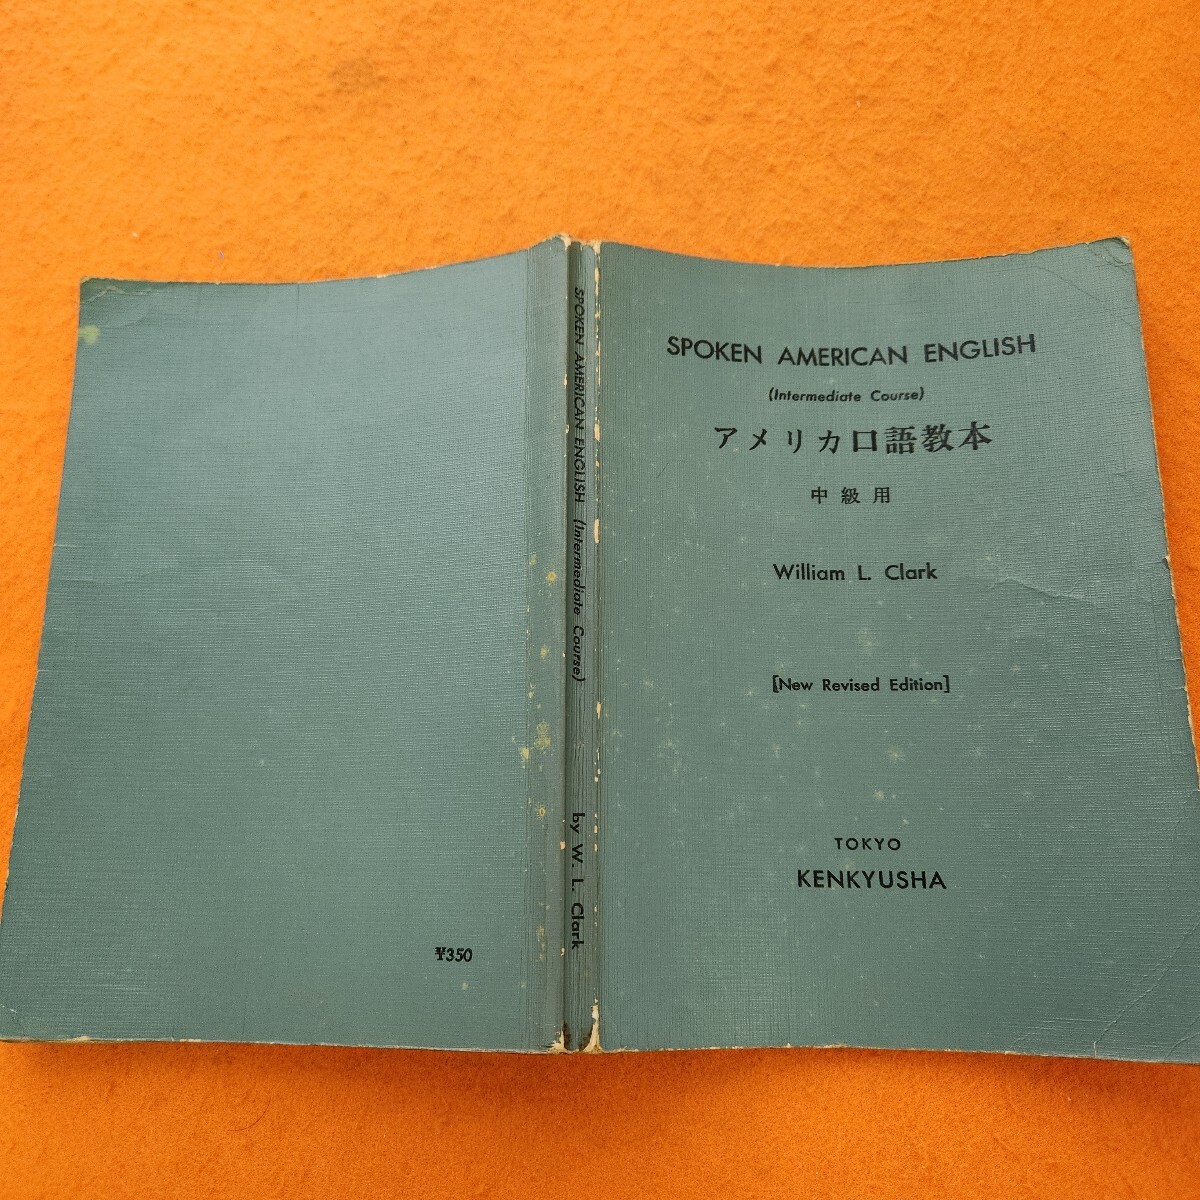 SPOKEN AMERICAN ENGLISH
(Intermediate Course)
アメリカ口語教本
中級用
William L. Clark
[New Revised Edition]
TOKYO
KENKYUSHA
SPOKEN AMERICAN ENGLISH (Intermediate Course) by W. L. Clark
¥350